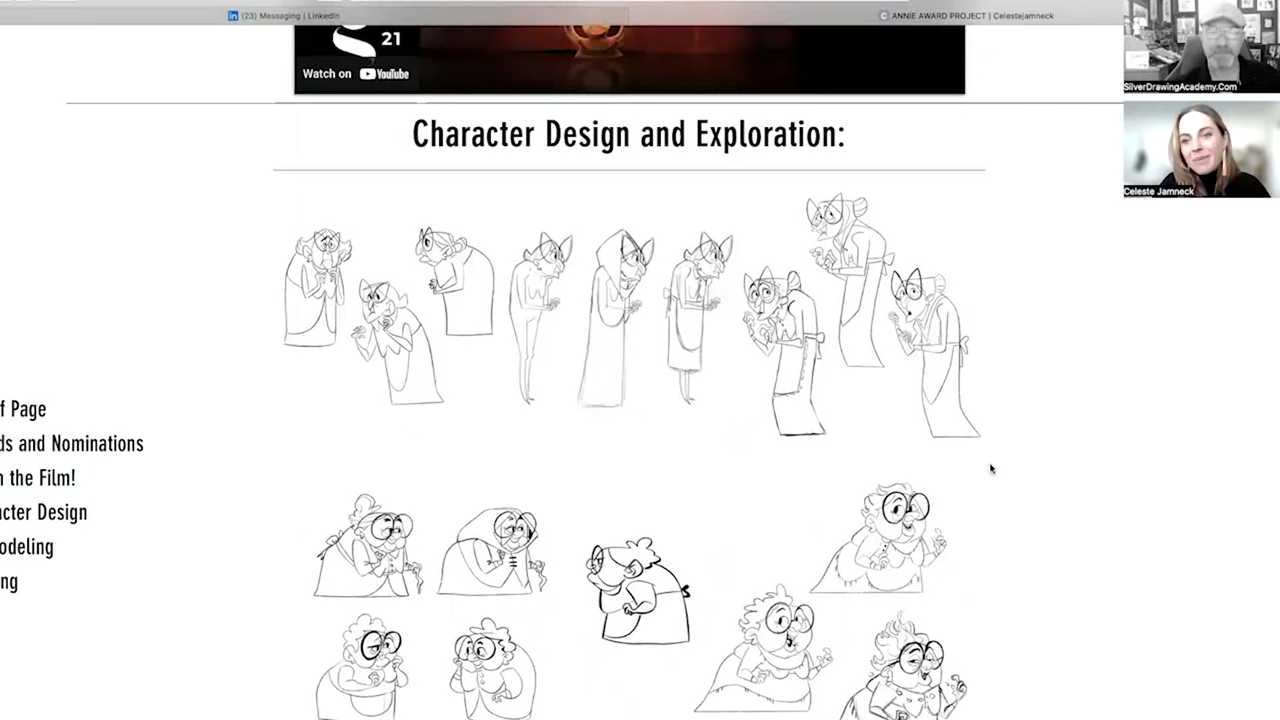 (23) Messaging | LinkedIn
ANNIE AWARD PROJECT | Celestejamneck
21
Watch on YouTube
SilverDrawingAcademy.Com
Character Design and Exploration:
Celeste Jamneck
f Page
ds and Nominations
n the Film!
acter Design
odeling
ng